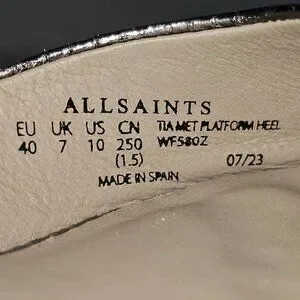 ALLSAINTS
EU UK US CN TIA MET PLATFORM HEEL
40 7 10 250 WF580Z
(1.5) 07/23
MADE IN SPAIN